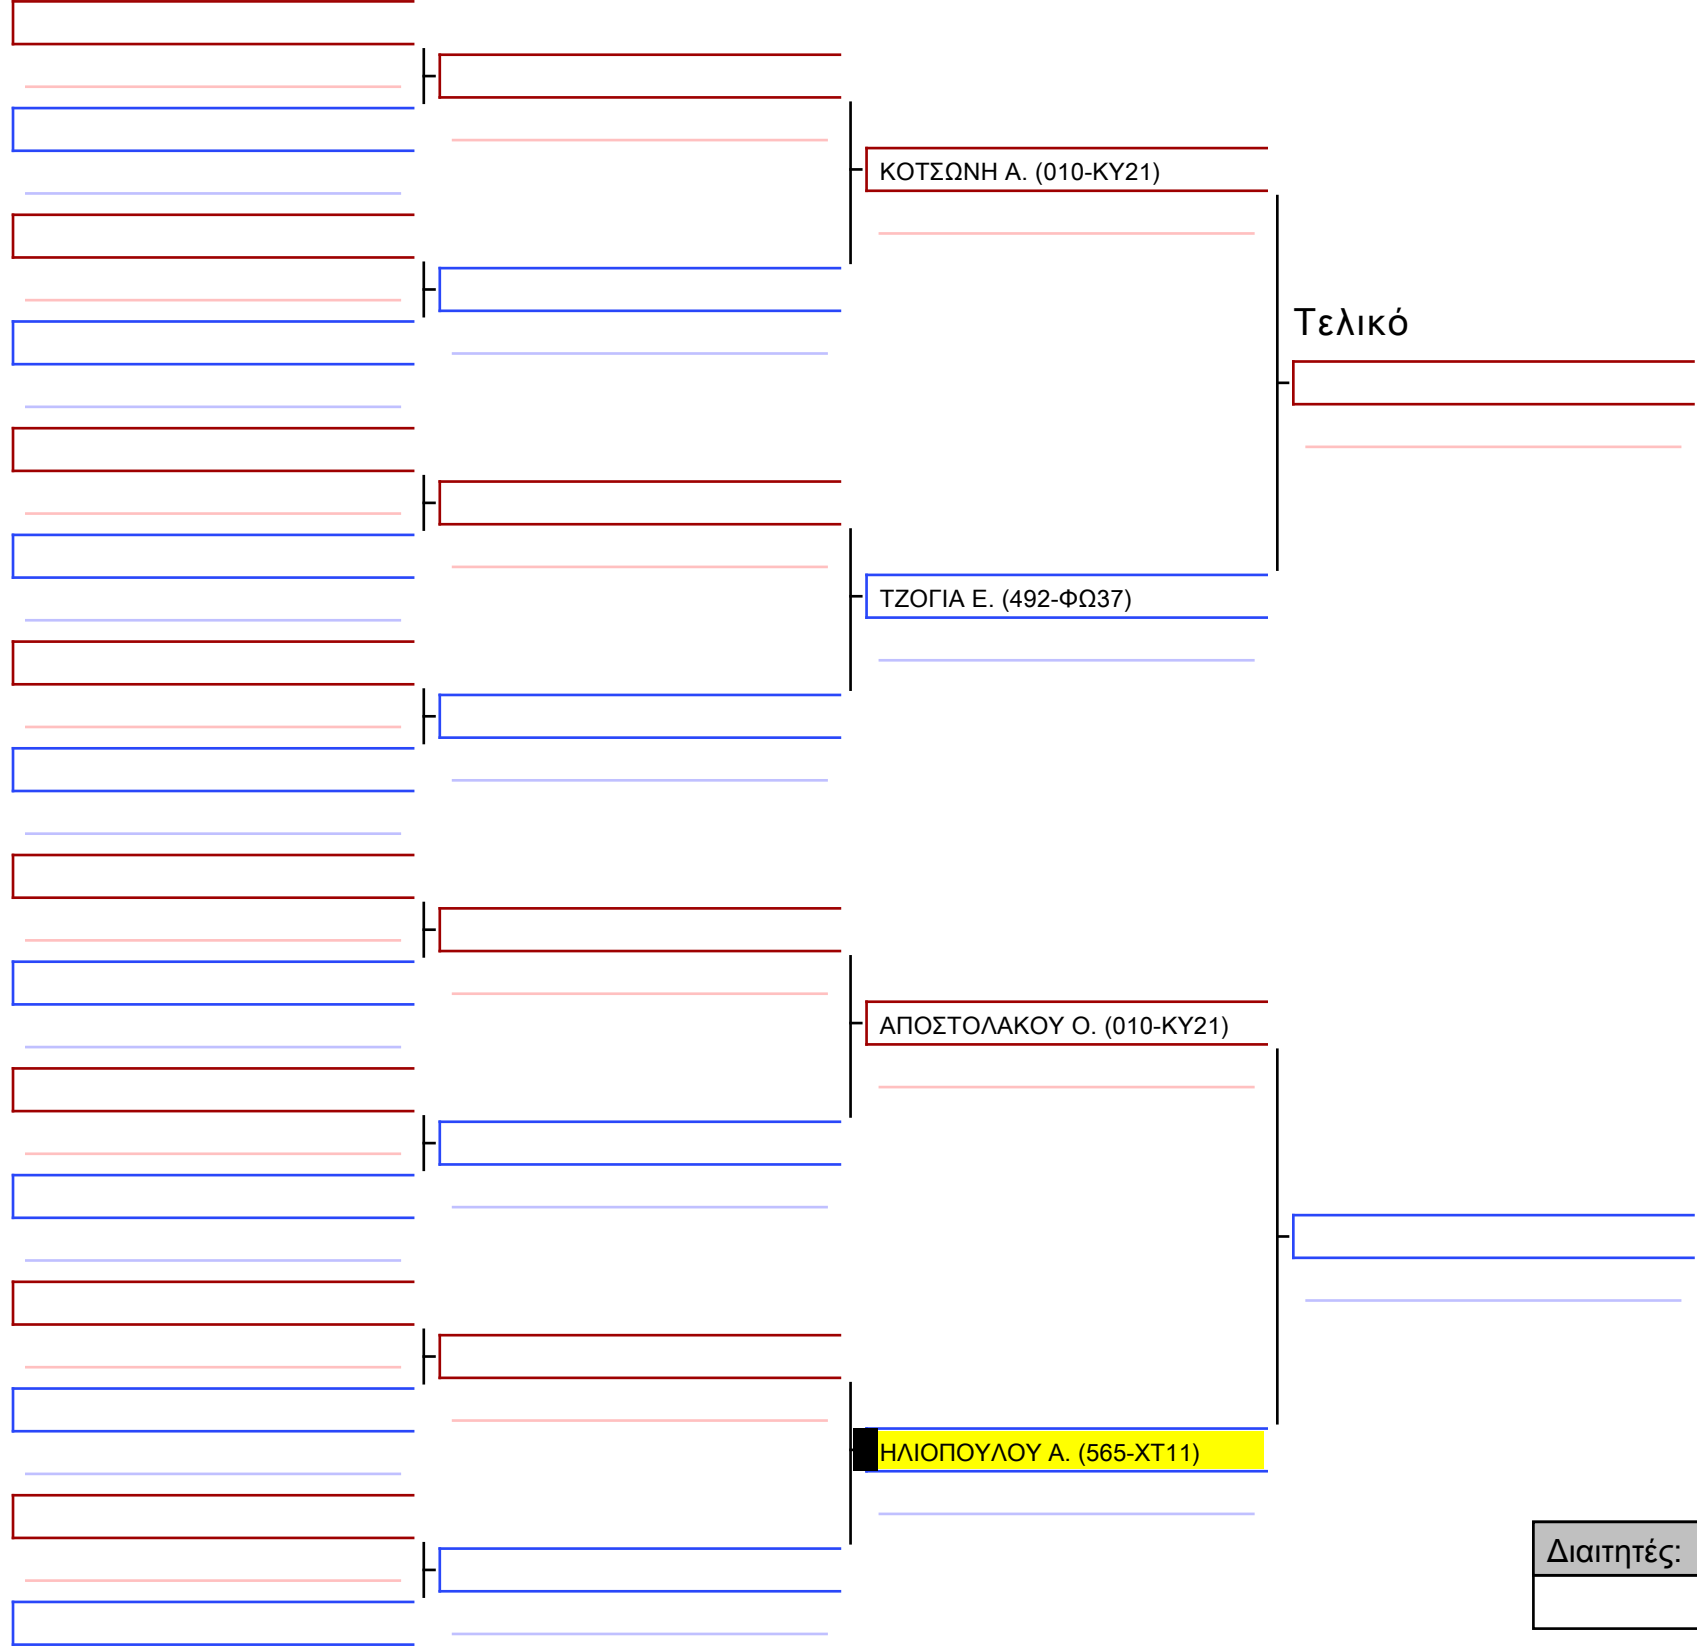 ΚΟΤΣΩΝΗ Α. (010-ΚΥ21)
Τελικό
ΤΖΟΓΙΑ Ε. (492-ΦΩ37)
ΑΠΟΣΤΟΛΑΚΟΥ Ο. (010-ΚΥ21)
ΗΛΙΟΠΟΥΛΟΥ Α. (565-ΧΤ11)
Διαιτητές: